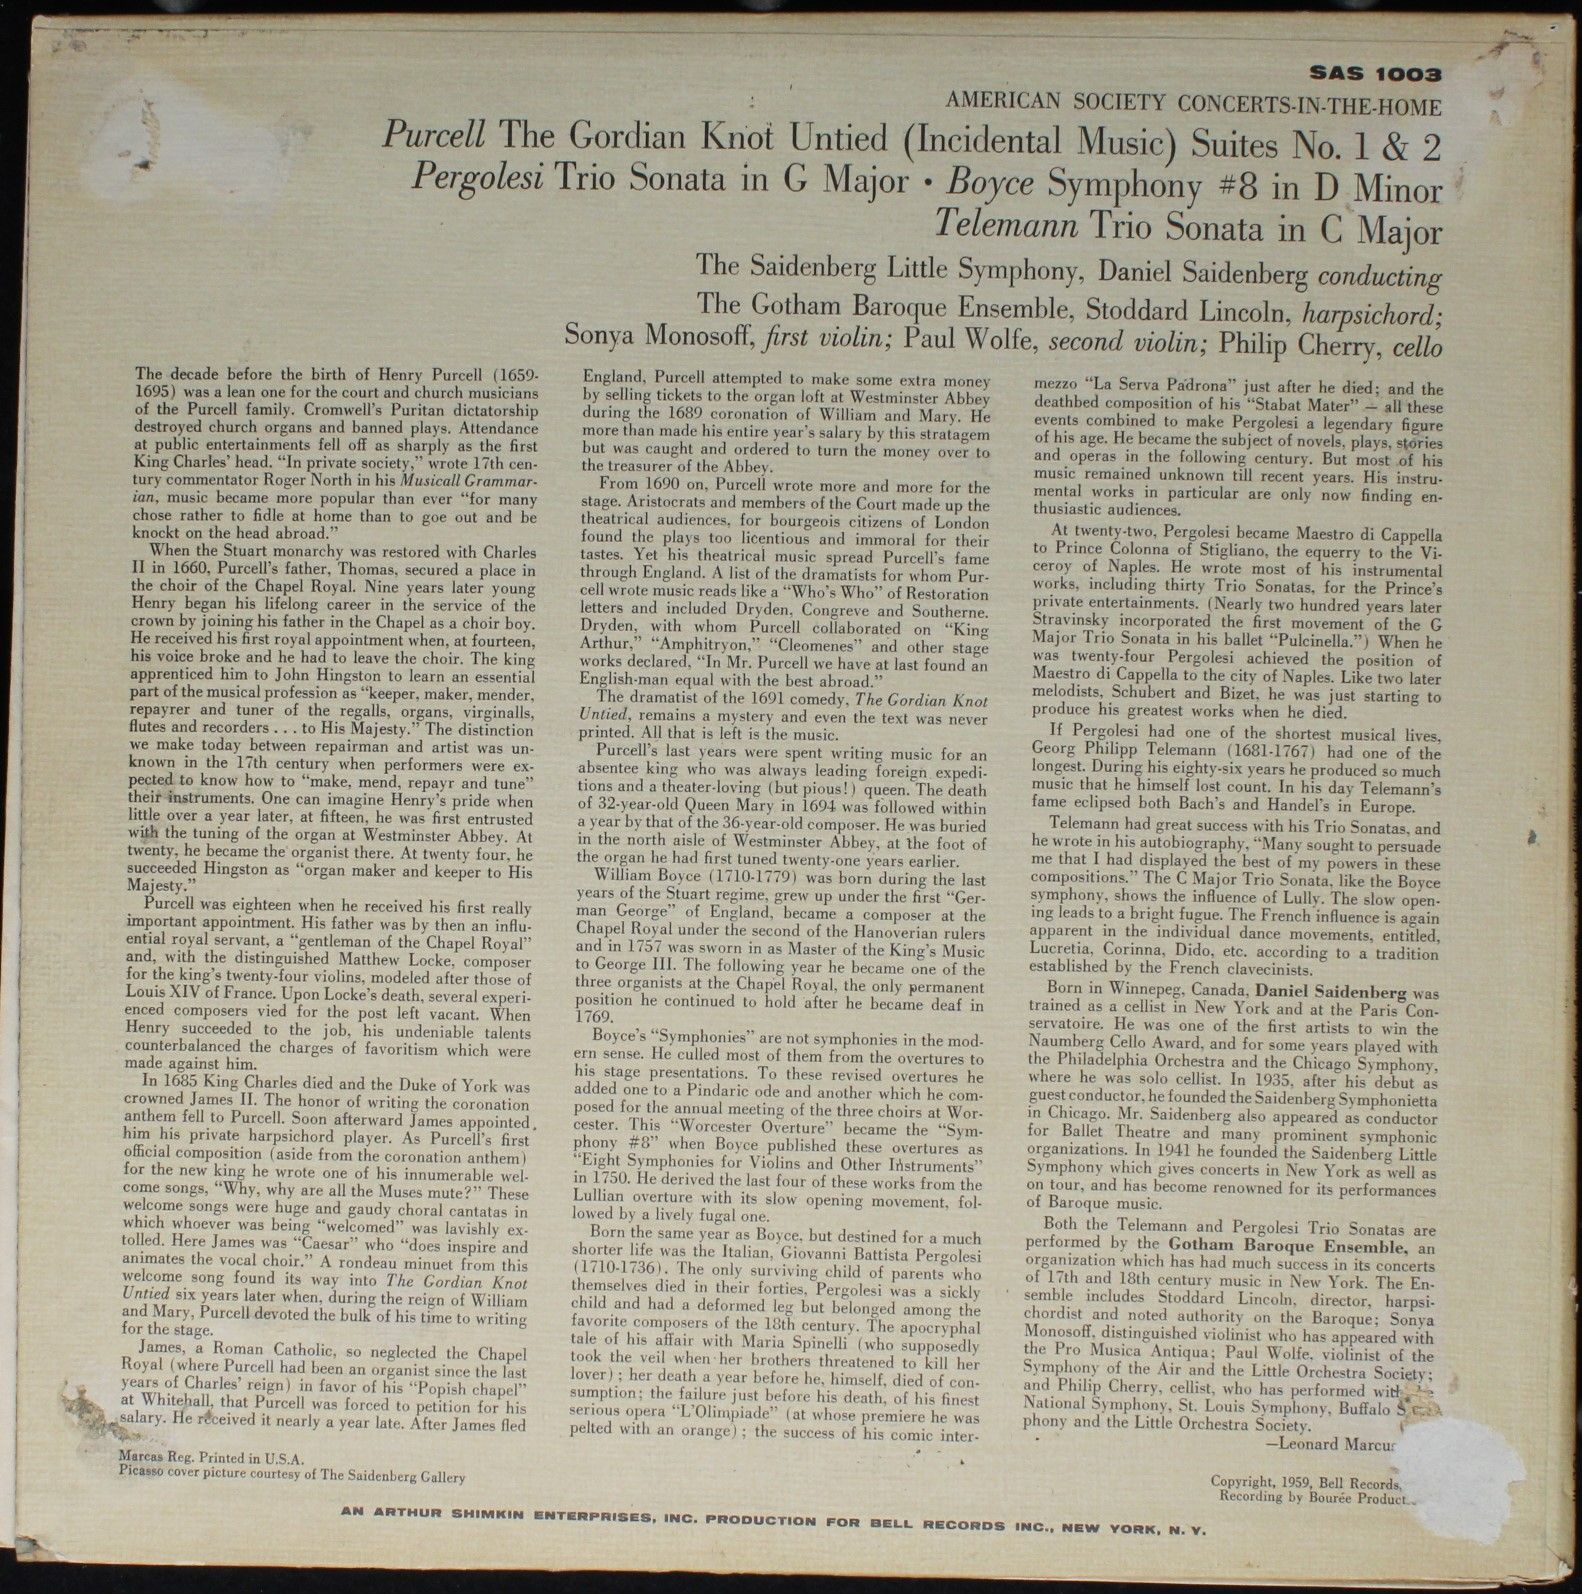 SAS 1003
AMERICAN SOCIETY CONCERTS-IN-THE-HOME
Purcell The Gordian Knot Untied (Incidental Music) Suites No. 1 & 2
Pergolesi Trio Sonata in G Major • Boyce Symphony #8 in D Minor
Telemann Trio Sonata in C Major
The Saidenberg Little Symphony, Daniel Saidenberg conducting
The Gotham Baroque Ensemble, Stoddard Lincoln, harpsichord;
Sonya Monosoff, first violin; Paul Wolfe, second violin; Philip Cherry, cello
The decade before the birth of Henry Purcell (1659-
1695) was a lean one for the court and church musicians
of the Purcell family. Cromwell's Puritan dictatorship
destroyed church organs and banned plays. Attendance
at public entertainments fell off as sharply as the first
King Charles' head. "In private society," wrote 17th cen-
tury commentator Roger North in his Musicall Grammar-
ian, music became more popular than ever "for many
chose rather to fidle at home than to goe out and be
knockt on the head abroad."
When the Stuart monarchy was restored with Charles
II in 1660, Purcell's father, Thomas, secured a place in
the choir of the Chapel Royal. Nine years later young
Henry began his lifelong career in the service of the
crown by joining his father in the Chapel as a choir boy.
He received his first royal appointment when, at fourteen,
his voice broke and he had to leave the choir. The king
apprenticed him to John Hingston to learn an essential
part of the musical profession as "keeper, maker, mender,
repayrer and tuner of the regalls, organs, virginalls,
flutes and recorders . . . to His Majesty." The distinction
we make today between repairman and artist was un-
known in the 17th century when performers were ex-
pected to know how to "make, mend, repayr and tune"
their instruments. One can imagine Henry's pride when
little over a year later, at fifteen, he was first entrusted
with the tuning of the organ at Westminster Abbey. At
twenty, he became the organist there. At twenty four, he
succeeded Hingston as "organ maker and keeper to His
Majesty."
Purcell was eighteen when he received his first really
important appointment. His father was by then an influ-
ential royal servant, a "gentleman of the Chapel Royal"
and, with the distinguished Matthew Locke, composer
for the king's twenty-four violins, modeled after those of
Louis XIV of France. Upon Locke's death, several experi-
enced composers vied for the post left vacant. When
Henry succeeded to the job, his undeniable talents
counterbalanced the charges of favoritism which were
made against him.
In 1685 King Charles died and the Duke of York was
crowned James II. The honor of writing the coronation
anthem fell to Purcell. Soon afterward James appointed
him his private harpsichord player. As Purcell's first
official composition (aside from the coronation anthem)
for the new king he wrote one of his innumerable wel-
come songs, "Why, why are all the Muses mute?" These
welcome songs were huge and gaudy choral cantatas in
which whoever was being "welcomed" was lavishly ex-
tolled. Here James was "Caesar" who "does inspire and
animates the vocal choir." A rondeau minuet from this
welcome song found its way into The Gordian Knot
Untied six years later when, during the reign of William
and Mary, Purcell devoted the bulk of his time to writing
for the stage.
James, a Roman Catholic, so neglected the Chapel
Royal (where Purcell had been an organist since the last
years of Charles' reign) in favor of his "Popish chapel"
at Whitehall, that Purcell was forced to petition for his
salary. He received it nearly a year late. After James fled
England, Purcell attempted to make some extra money
by selling tickets to the organ loft at Westminster Abbey
during the 1689 coronation of William and Mary. He
more than made his entire year's salary by this stratagem
but was caught and ordered to turn the money over to
the treasurer of the Abbey.
From 1690 on, Purcell wrote more and more for the
stage. Aristocrats and members of the Court made up the
theatrical audiences, for bourgeois citizens of London
found the plays too licentious and immoral for their
tastes. Yet his theatrical music spread Purcell's fame
through England. A list of the dramatists for whom Pur-
cell wrote music reads like a "Who's Who" of Restoration
letters and included Dryden, Congreve and Southerne.
Dryden, with whom Purcell collaborated on "King
Arthur," "Amphitryon," "Cleomenes" and other stage
works declared, "In Mr. Purcell we have at last found an
English-man equal with the best abroad."
The dramatist of the 1691 comedy, The Gordian Knot
Untied, remains a mystery and even the text was never
printed. All that is left is the music.
Purcell's last years were spent writing music for an
absentee king who was always leading foreign expedi-
tions and a theater-loving (but pious!) queen. The death
of 32-year-old Queen Mary in 1694 was followed within
a year by that of the 36-year-old composer. He was buried
in the north aisle of Westminster Abbey, at the foot of
the organ he had first tuned twenty-one years earlier.
William Boyce (1710-1779) was born during the last
years of the Stuart regime, grew up under the first "Ger-
man George" of England, became a composer at the
Chapel Royal under the second of the Hanoverian rulers
and in 1757 was sworn in as Master of the King's Music
to George III. The following year he became one of the
three organists at the Chapel Royal, the only permanent
position he continued to hold after he became deaf in
1769.
Boyce's "Symphonies" are not symphonies in the mod-
ern sense. He culled most of them from the overtures to
his stage presentations. To these revised overtures he
added one to a Pindaric ode and another which he com-
posed for the annual meeting of the three choirs at Wor-
cester. This "Worcester Overture" became the "Sym-
phony #8" when Boyce published these overtures as
"Eight Symphonies for Violins and Other Instruments"
in 1750. He derived the last four of these works from the
Lullian overture with its slow opening movement, fol-
lowed by a lively fugal one.
Born the same year as Boyce, but destined for a much
shorter life was the Italian, Giovanni Battista Pergolesi
(1710-1736). The only surviving child of parents who
themselves died in their forties, Pergolesi was a sickly
child and had a deformed leg but belonged among the
favorite composers of the 18th century. The apocryphal
tale of his affair with Maria Spinelli (who supposedly
took the veil when her brothers threatened to kill her
lover) ; her death a year before he, himself, died of con-
sumption; the failure just before his death, of his finest
serious opera "L'Olimpiade" (at whose premiere he was
pelted with an orange) ; the success of his comic inter-
mezzo "La Serva Padrona" just after he died; and the
deathbed composition of his "Stabat Mater" — all these
events combined to make Pergolesi a legendary figure
of his age. He became the subject of novels, plays, stories
and operas in the following century. But most of his
music remained unknown till recent years. His instru-
mental works in particular are only now finding en-
thusiastic audiences.
At twenty-two, Pergolesi became Maestro di Cappella
to Prince Colonna of Stigliano, the equerry to the Vi-
ceroy of Naples. He wrote most of his instrumental
works, including thirty Trio Sonatas, for the Prince's
private entertainments. (Nearly two hundred years later
Stravinsky incorporated the first movement of the G
Major Trio Sonata in his ballet "Pulcinella.") When he
was twenty-four Pergolesi achieved the position of
Maestro di Cappella to the city of Naples. Like two later
melodists, Schubert and Bizet, he was just starting to
produce his greatest works when he died.
If Pergolesi had one of the shortest musical lives,
Georg Philipp Telemann (1681-1767) had one of the
longest. During his eighty-six years he produced so much
music that he himself lost count. In his day Telemann's
fame eclipsed both Bach's and Handel's in Europe.
Telemann had great success with his Trio Sonatas, and
he wrote in his autobiography, "Many sought to persuade
me that I had displayed the best of my powers in these
compositions." The C Major Trio Sonata, like the Boyce
symphony, shows the influence of Lully. The slow open-
ing leads to a bright fugue. The French influence is again
apparent in the individual dance movements, entitled,
Lucretia, Corinna, Dido, etc. according to a tradition
established by the French clavecinists.
Born in Winnepeg, Canada, Daniel Saidenberg was
trained as a cellist in New York and at the Paris Con-
servatoire. He was one of the first artists to win the
Naumberg Cello Award, and for some years played with
the Philadelphia Orchestra and the Chicago Symphony,
where he was solo cellist. In 1935, after his debut as
guest conductor, he founded the Saidenberg Symphonietta
in Chicago. Mr. Saidenberg also appeared as conductor
for Ballet Theatre and many prominent symphonic
organizations. In 1941 he founded the Saidenberg Little
Symphony which gives concerts in New York as well as
on tour, and has become renowned for its performances
of Baroque music.
Both the Telemann and Pergolesi Trio Sonatas are
performed by the Gotham Baroque Ensemble, an
organization which has had much success in its concerts
of 17th and 18th century music in New York. The En-
semble includes Stoddard Lincoln, director, harpsi-
chordist and noted authority on the Baroque; Sonya
Monosoff, distinguished violinist who has appeared with
the Pro Musica Antiqua; Paul Wolfe, violinist of the
Symphony of the Air and the Little Orchestra Society;
and Philip Cherry, cellist, who has performed with
National Symphony, St. Louis Symphony, Buffalo
phony and the Little Orchestra Society.
—Leonard Marcus
Marcas Reg. Printed in U.S.A.
Picasso cover picture courtesy of The Saidenberg Gallery
Copyright, 1959, Bell Records,
Recording by Bourée
AN ARTHUR SHIMKIN ENTERPRISES, INC. PRODUCTION FOR BELL RECORDS INC., NEW YORK, N. Y.